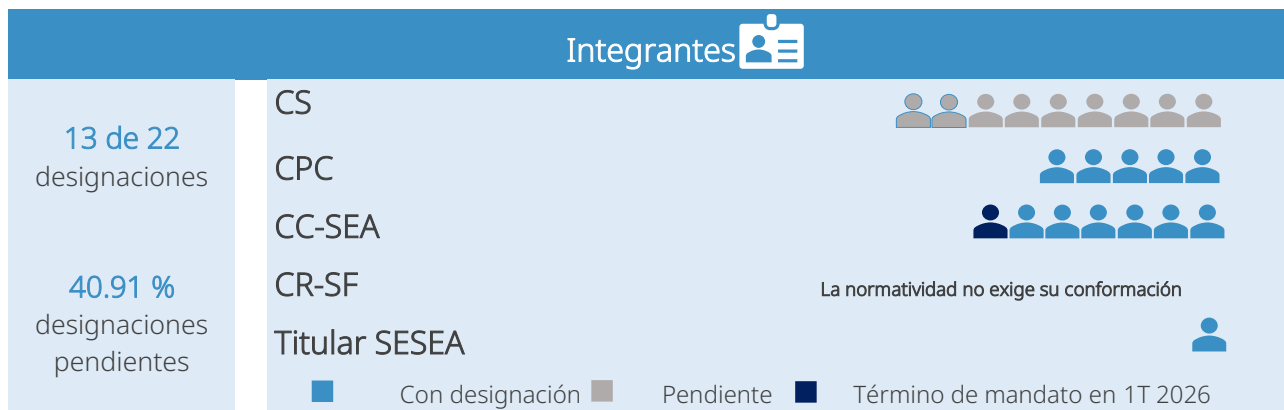 Integrantes
13 de 22
designaciones
40.91 %
designaciones
pendientes
CS
CPC
CC-SEA
CR-SF
La normatividad no exige su conformación
Titular SESEA
Con designación
Pendiente
Término de mandato en 1T 2026